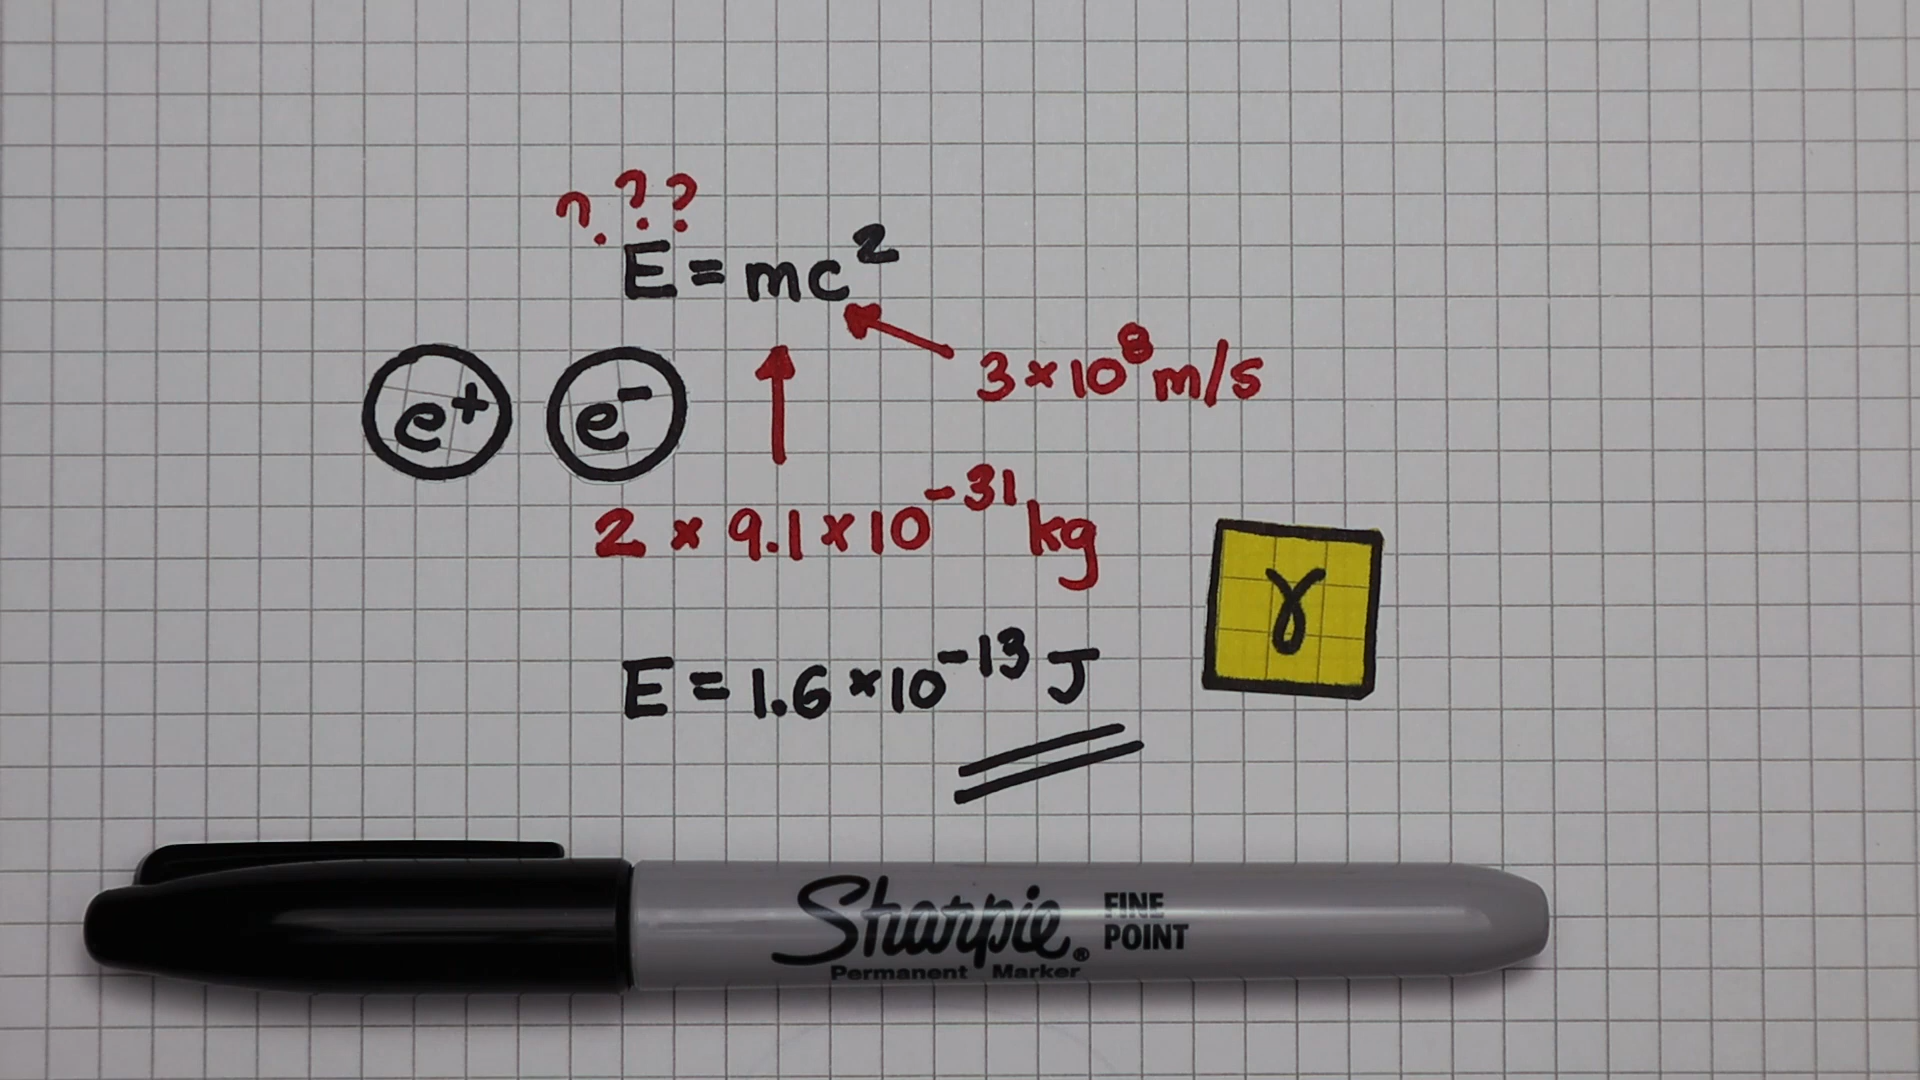 ???
E = mc²
3 × 10⁸ m/s
e⁺ e⁻
2 × 9.1 × 10⁻³¹ kg
γ
E = 1.6 × 10⁻¹³ J
Sharpie® FINE POINT
Permanent Marker